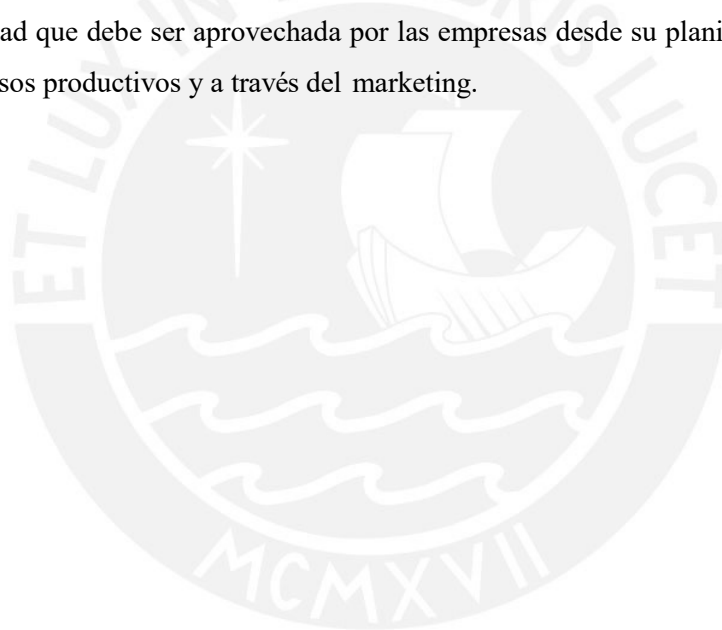 ad que debe ser aprovechada por las empresas desde su plani
sos productivos y a través del marketing.
ET LUX IN BRIS LUCET
MCMXVII